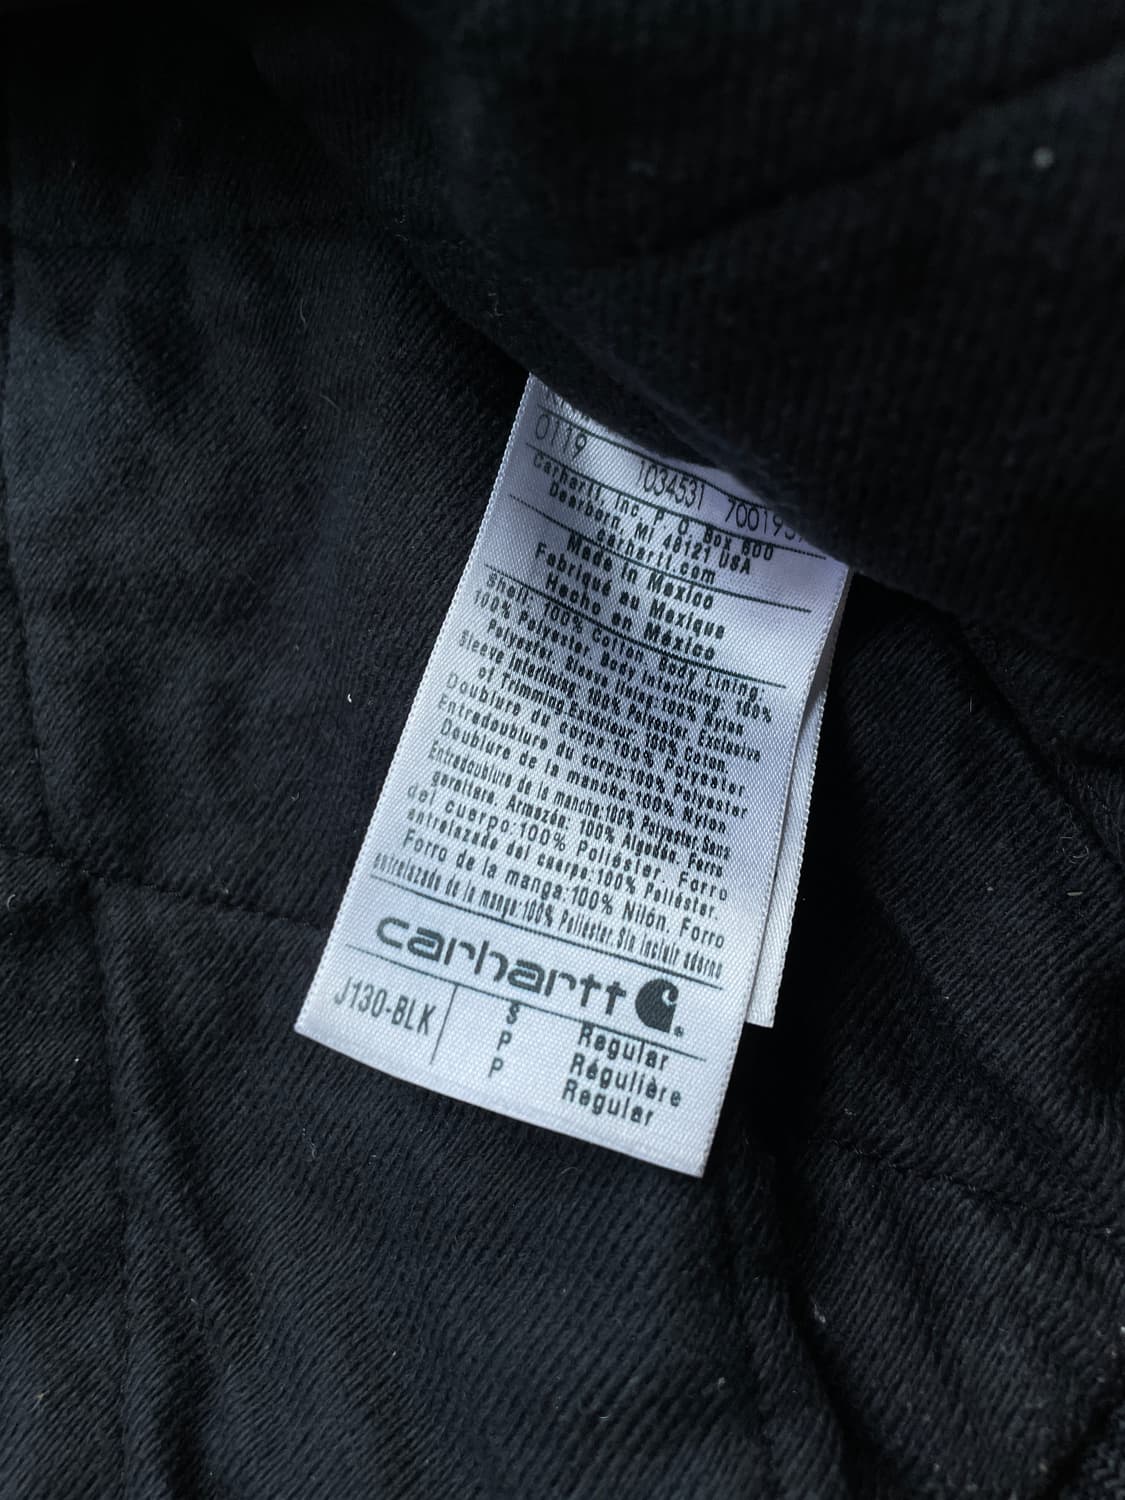 0119 1034531
Carhartt, Inc. P. O. Box 600
Dearborn, MI 48121 USA
carhartt.com
Made in Mexico
Fabriqué au Mexique
Hecho en México
Shell: 100% Cotton. Body Lining:
100% Polyester. Body Interlining: 100%
Polyester. Sleeve lining:100% Nylon
Sleeve Interlining:100% Polyester. Exclusive
of Trimming.Extérieur: 100% Coton.
Doublure du corps:100% Polyester
Entredoublure du corps:100% Polyester
Doublure de la manche:100% Nylon
de la manche:100% Polyester.Sans
Armazón: 100% Algodón. Forro
del cuerpo:100% Poliéster. Forro
entrelazado del cuerpo:100% Poliéster.
Forro de la manga:100% Nilón. Forro
entrelazado de la manga:100% Poliéster.Sin incluir adorno
carhartt
J130-BLK S Regular
P Régulière
P Regular